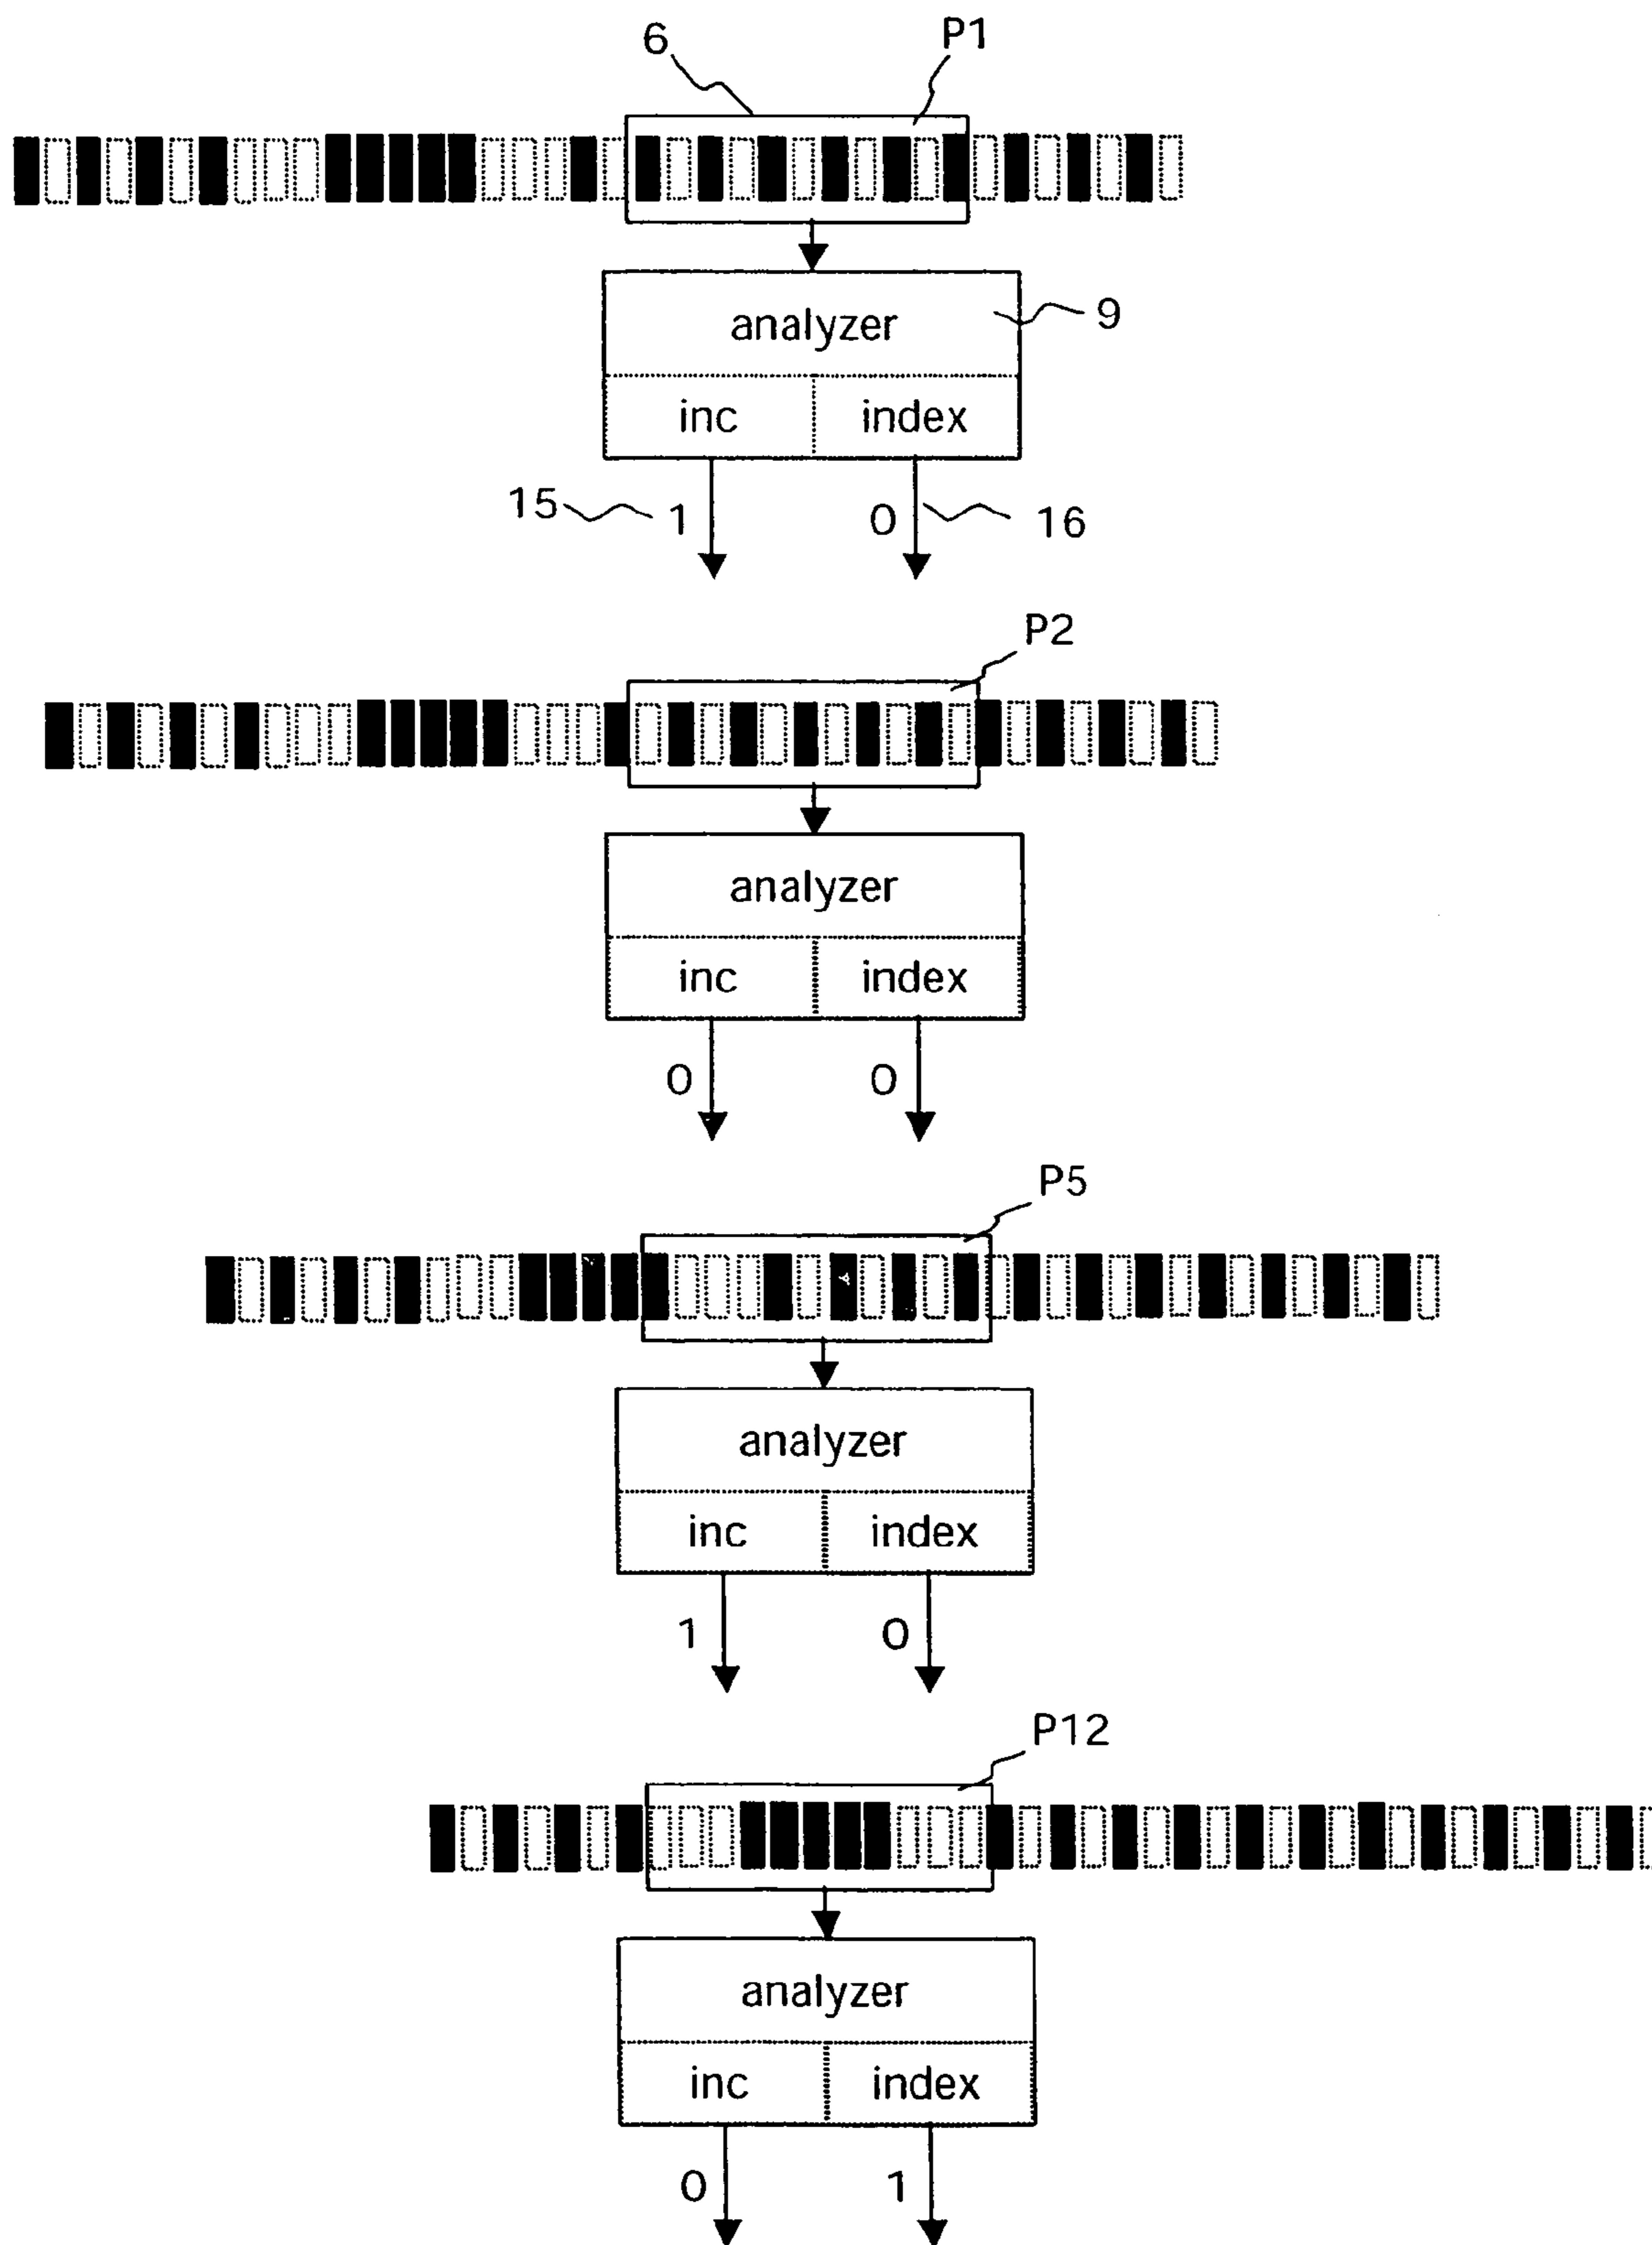 6 P1
analyzer 9
inc index
15 1 0 16
P2
analyzer
inc index
0 0
P5
analyzer
inc index
1 0
P12
analyzer
inc index
0 1